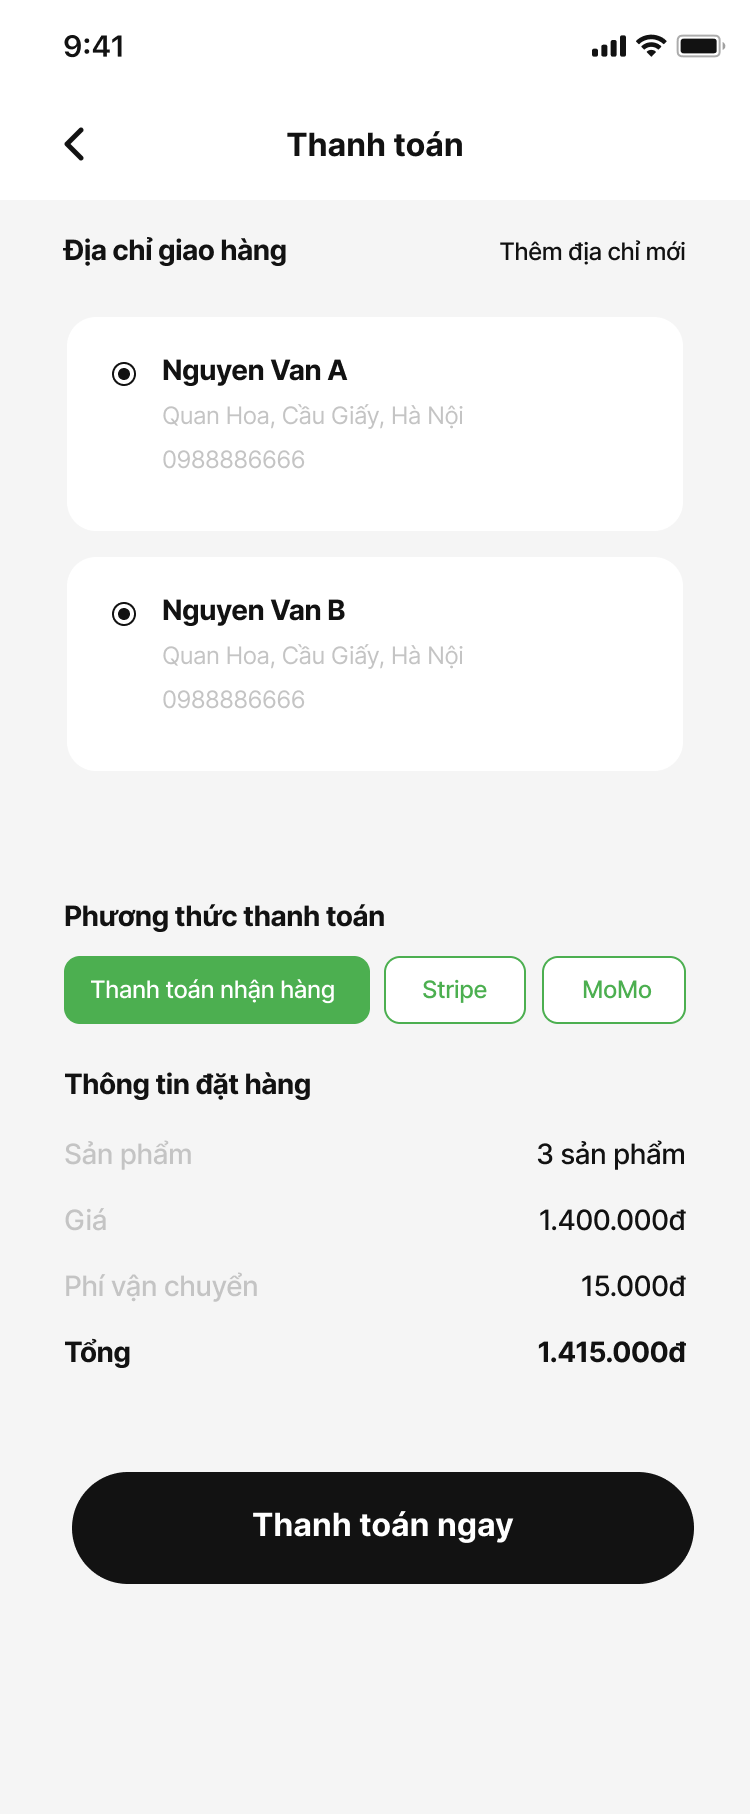 9:41
Thanh toán
Địa chỉ giao hàng
Thêm địa chỉ mới
Nguyen Van A
Quan Hoa, Cầu Giấy, Hà Nội
0988886666
Nguyen Van B
Quan Hoa, Cầu Giấy, Hà Nội
0988886666
Phương thức thanh toán
Thanh toán nhận hàng
Stripe
MoMo
Thông tin đặt hàng
Sản phẩm
3 sản phẩm
Giá
1.400.000đ
Phí vận chuyển
15.000đ
Tổng
1.415.000đ
Thanh toán ngay